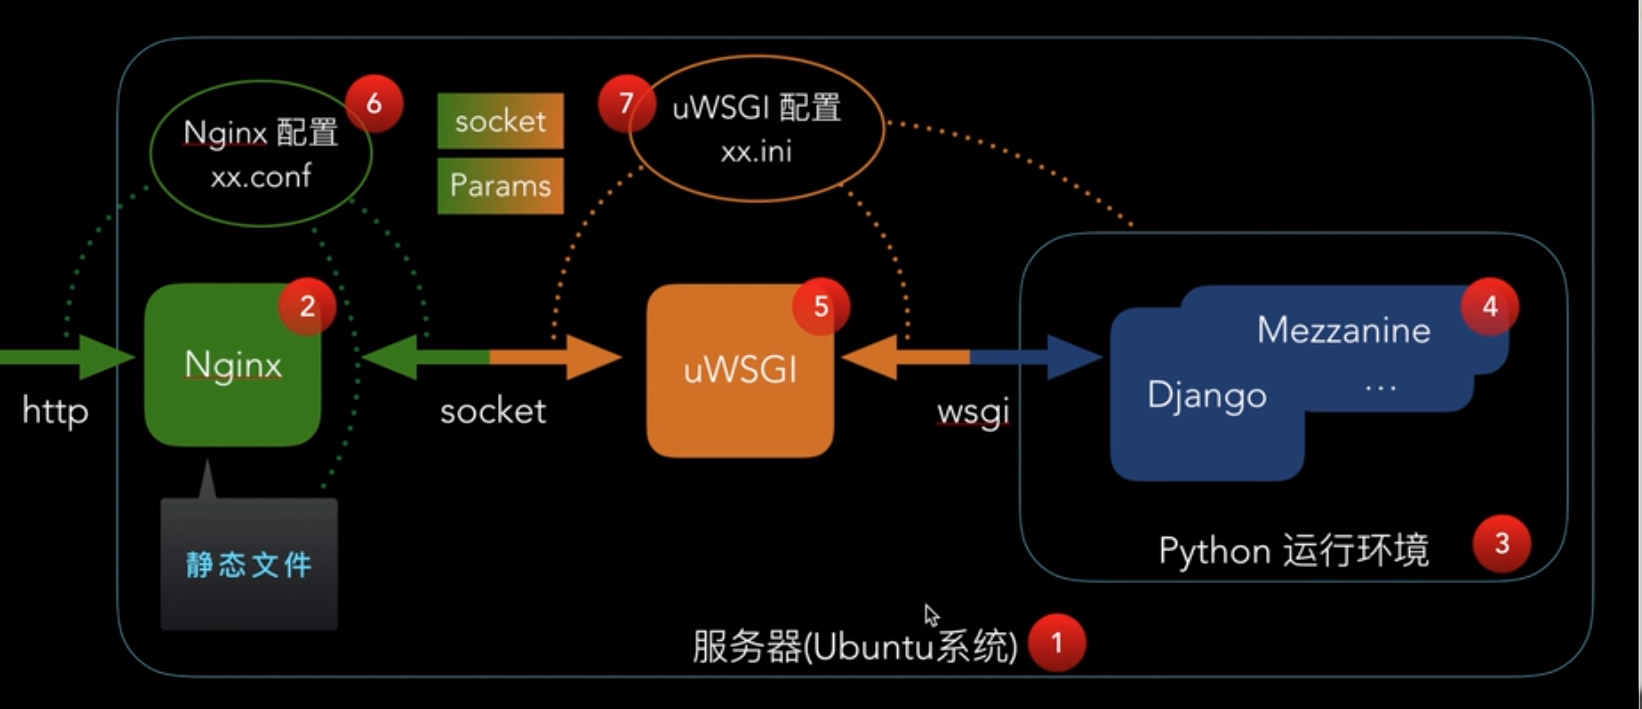 6
Nginx 配置
xx.conf
socket
Params
7
uWSGI 配置
xx.ini
http
2
Nginx
socket
5
uWSGI
wsgi
4
Mezzanine
...
Django
Python 运行环境
3
静态文件
服务器(Ubuntu系统)
1